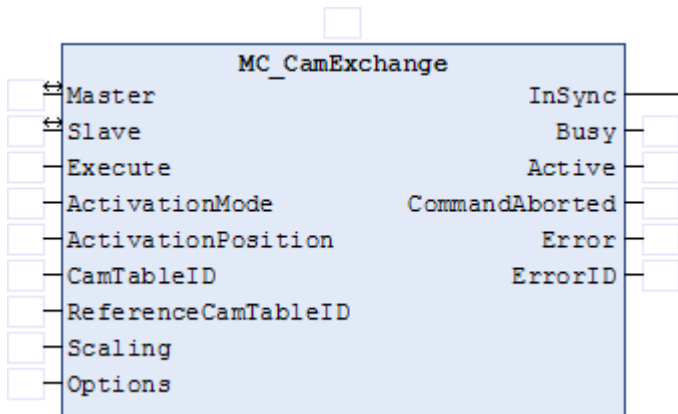 MC_CamExchange
Master InSync
Slave Busy
Execute Active
ActivationMode CommandAborted
ActivationPosition Error
CamTableID ErrorID
ReferenceCamTableID
Scaling
Options